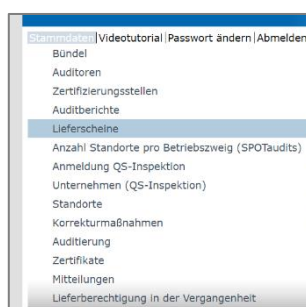 Stammdaten|Videotutorial|Passwort ändern|Abmelden
Bündel
Auditoren
Zertifizierungsstellen
Auditberichte
Lieferscheine
Anzahl Standorte pro Betriebszweig (SPOTaudits)
Anmeldung QS-Inspektion
Unternehmen (QS-Inspektion)
Standorte
Korrekturmaßnahmen
Auditierung
Zertifikate
Mitteilungen
Lieferberechtigung in der Vergangenheit